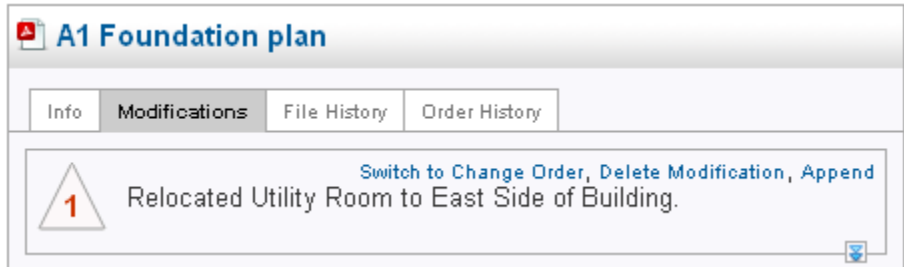 A1 Foundation plan
Info Modifications File History Order History
Switch to Change Order, Delete Modification, Append
1 Relocated Utility Room to East Side of Building.